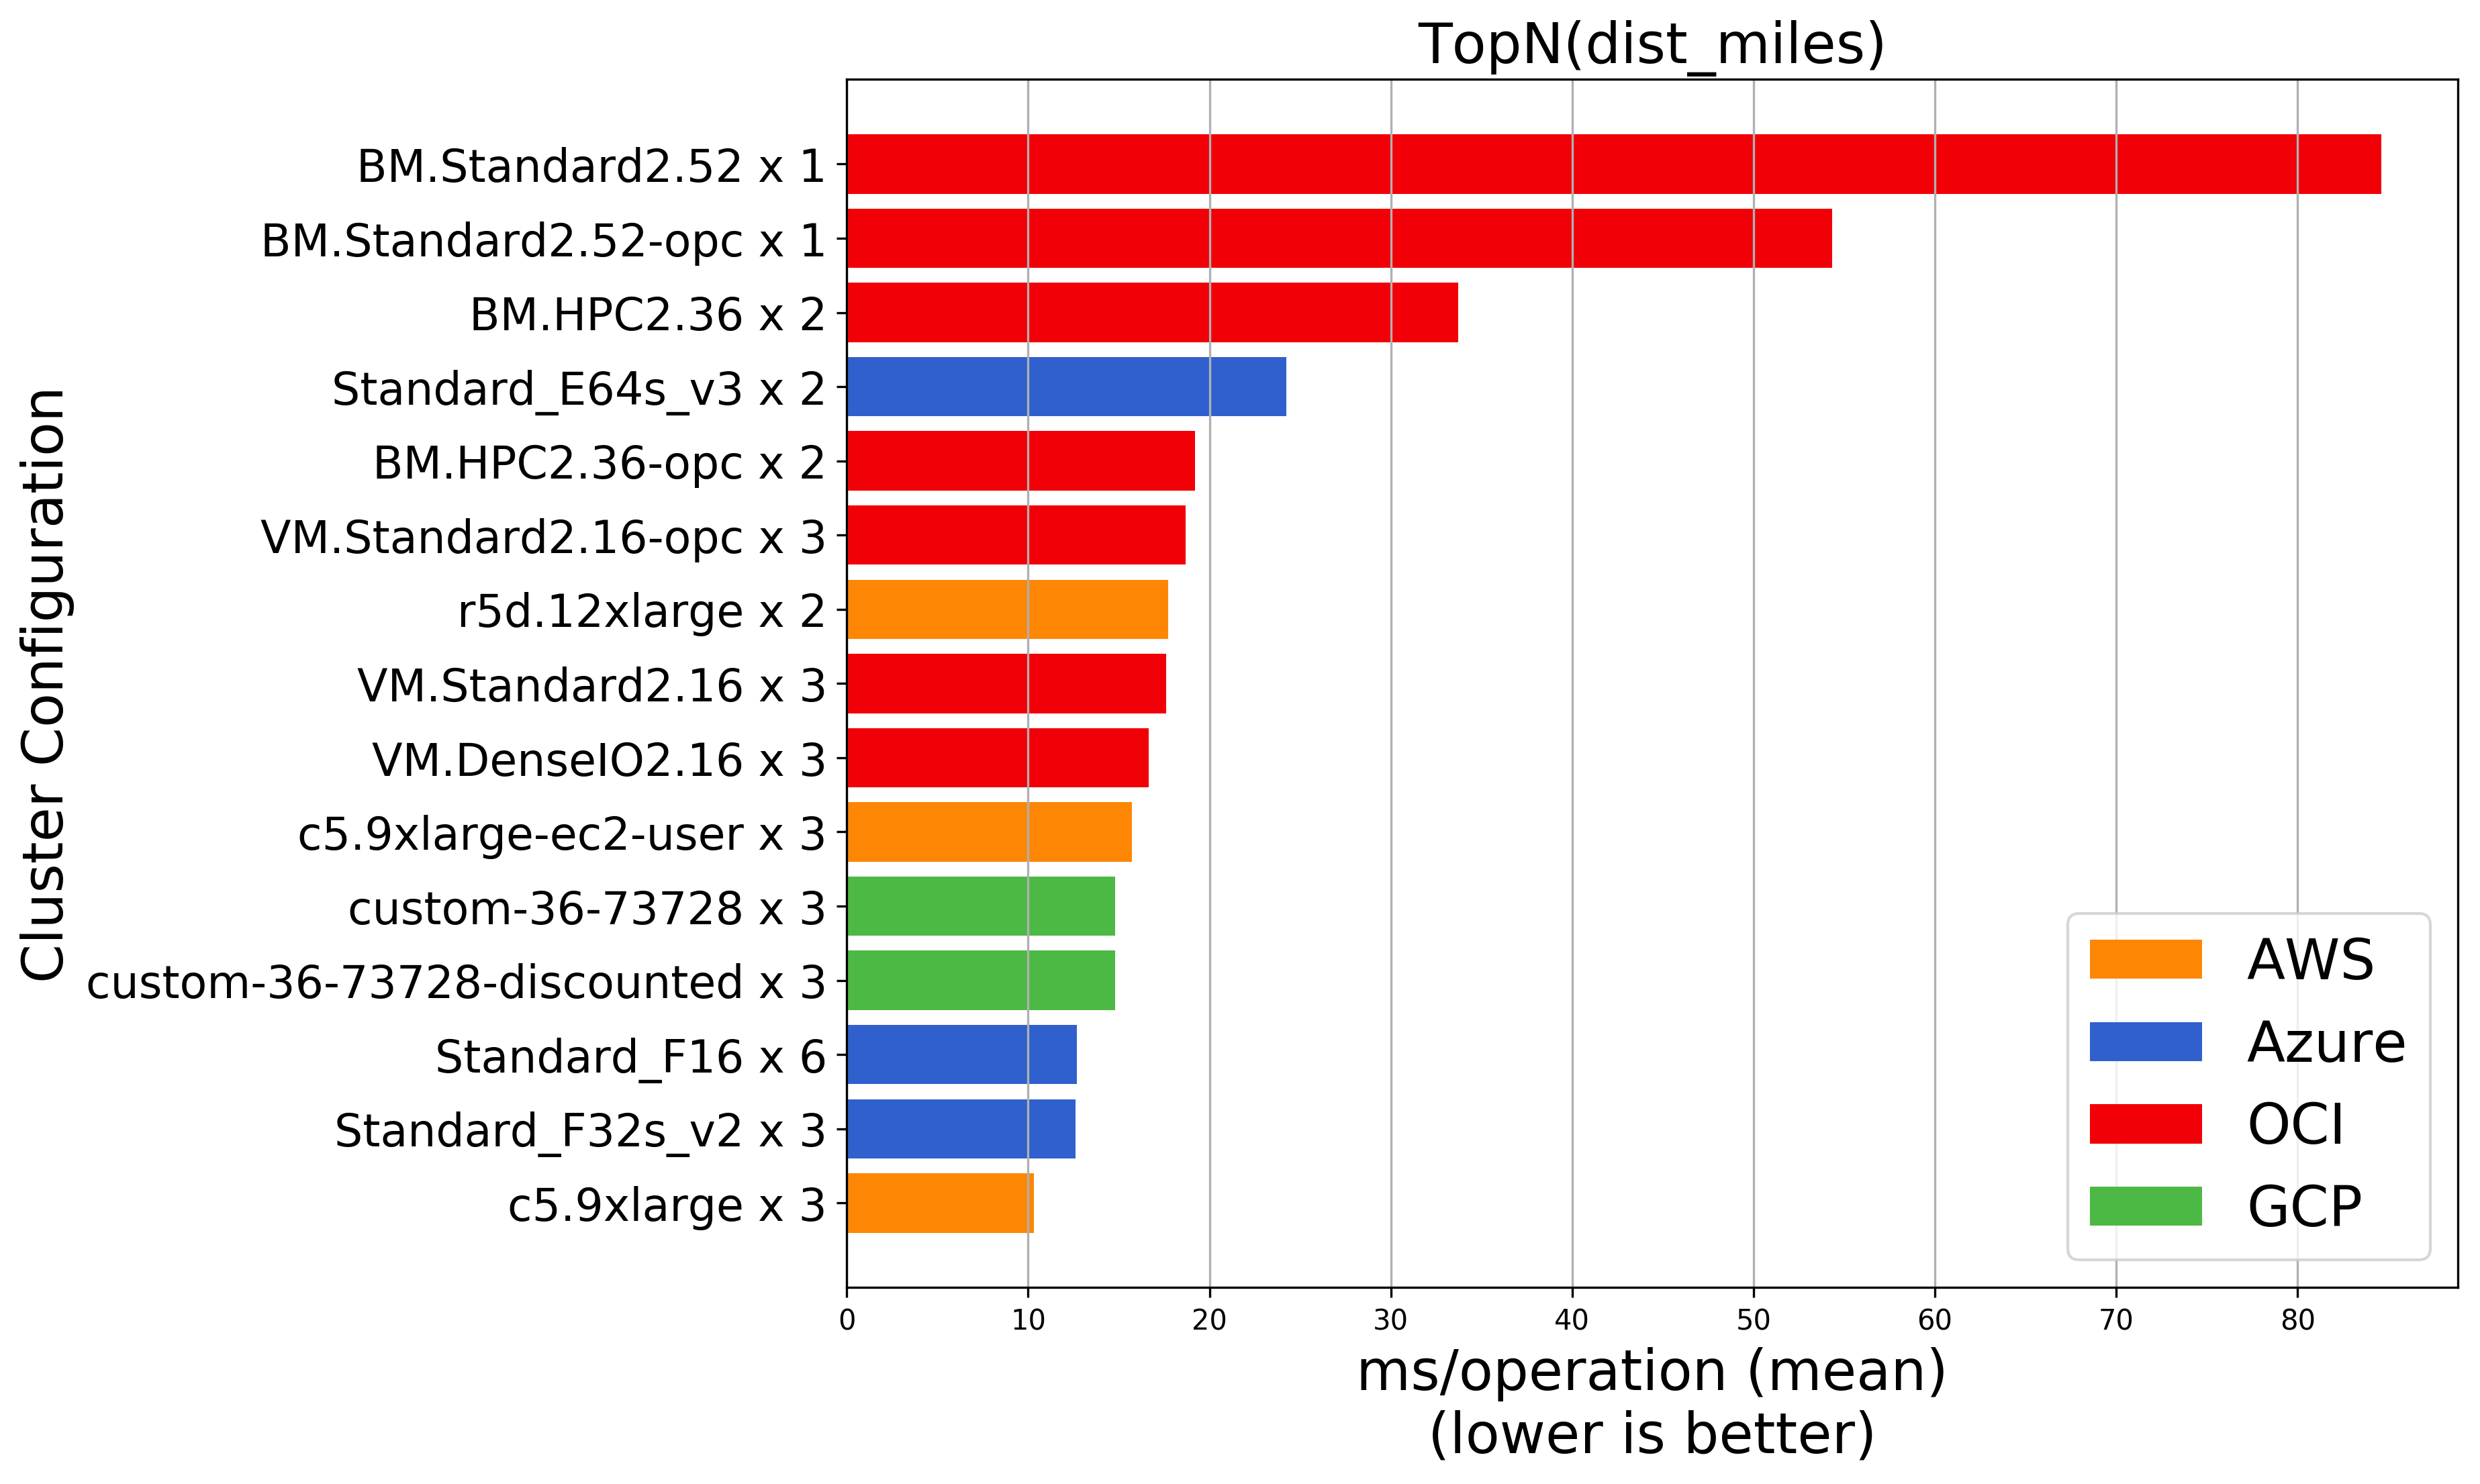 TopN(dist_miles)
Cluster Configuration
BM.Standard2.52 x 1
BM.Standard2.52-opc x 1
BM.HPC2.36 x 2
Standard_E64s_v3 x 2
BM.HPC2.36-opc x 2
VM.Standard2.16-opc x 3
r5d.12xlarge x 2
VM.Standard2.16 x 3
VM.DenseIO2.16 x 3
c5.9xlarge-ec2-user x 3
custom-36-73728 x 3
custom-36-73728-discounted x 3
Standard_F16 x 6
Standard_F32s_v2 x 3
c5.9xlarge x 3
AWS
Azure
OCI
GCP
0 10 20 30 40 50 60 70 80
ms/operation (mean)
(lower is better)